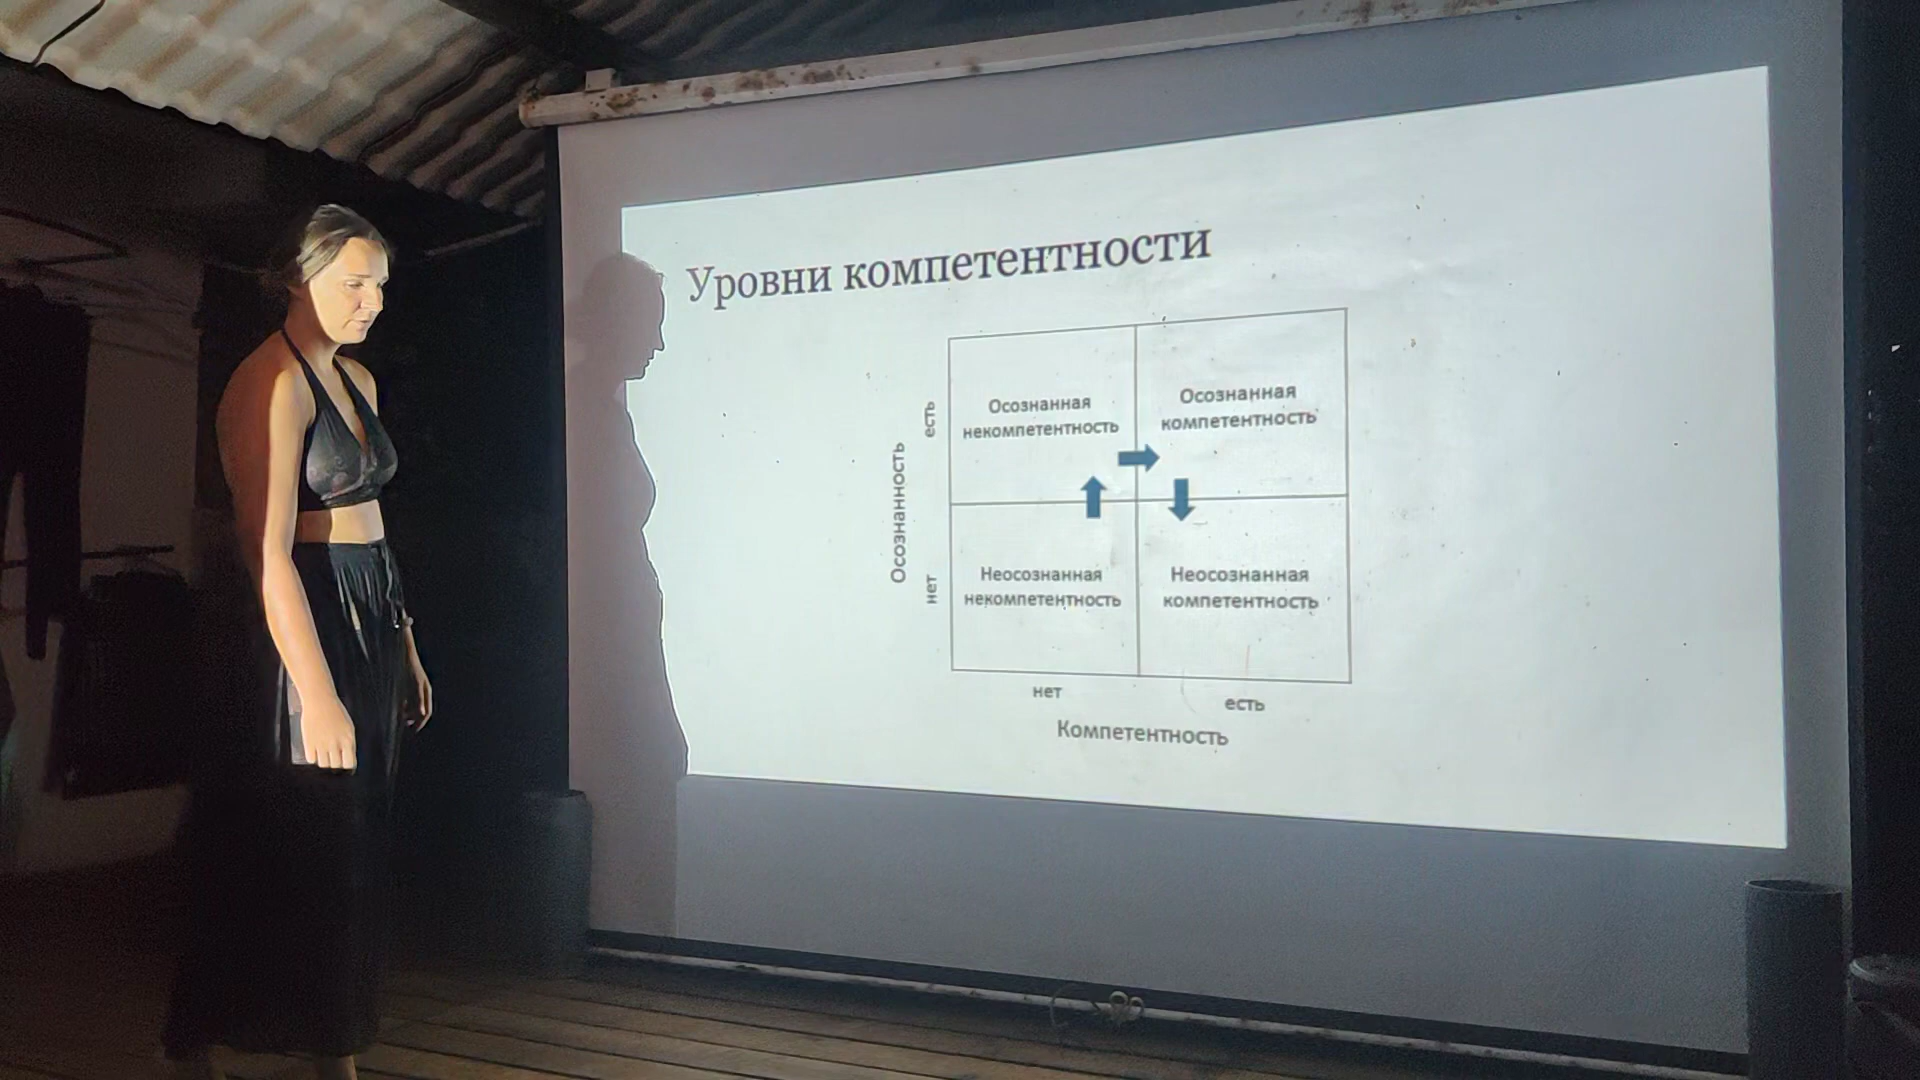 Уровни компетентности
Осознанная
некомпетентность
Осознанная
компетентность
есть
Осознанность
нет
Неосознанная
некомпетентность
Неосознанная
компетентность
нет
есть
Компетентность